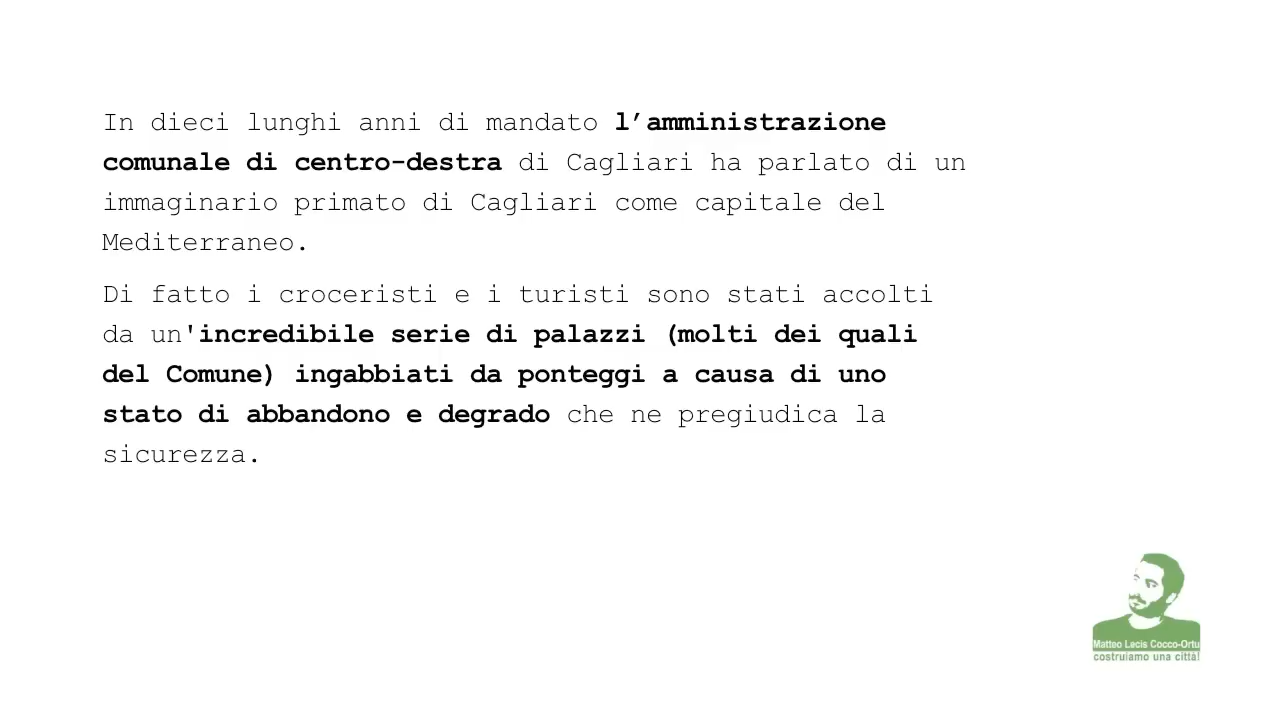 In dieci lunghi anni di mandato l’amministrazione
comunale di centro-destra di Cagliari ha parlato di un
immaginario primato di Cagliari come capitale del
Mediterraneo.
Di fatto i croceristi e i turisti sono stati accolti
da un'incredibile serie di palazzi (molti dei quali
del Comune) ingabbiati da ponteggi a causa di uno
stato di abbandono e degrado che ne pregiudica la
sicurezza.
Matteo Lecis Cocco-Ortu
costruiamo una città!